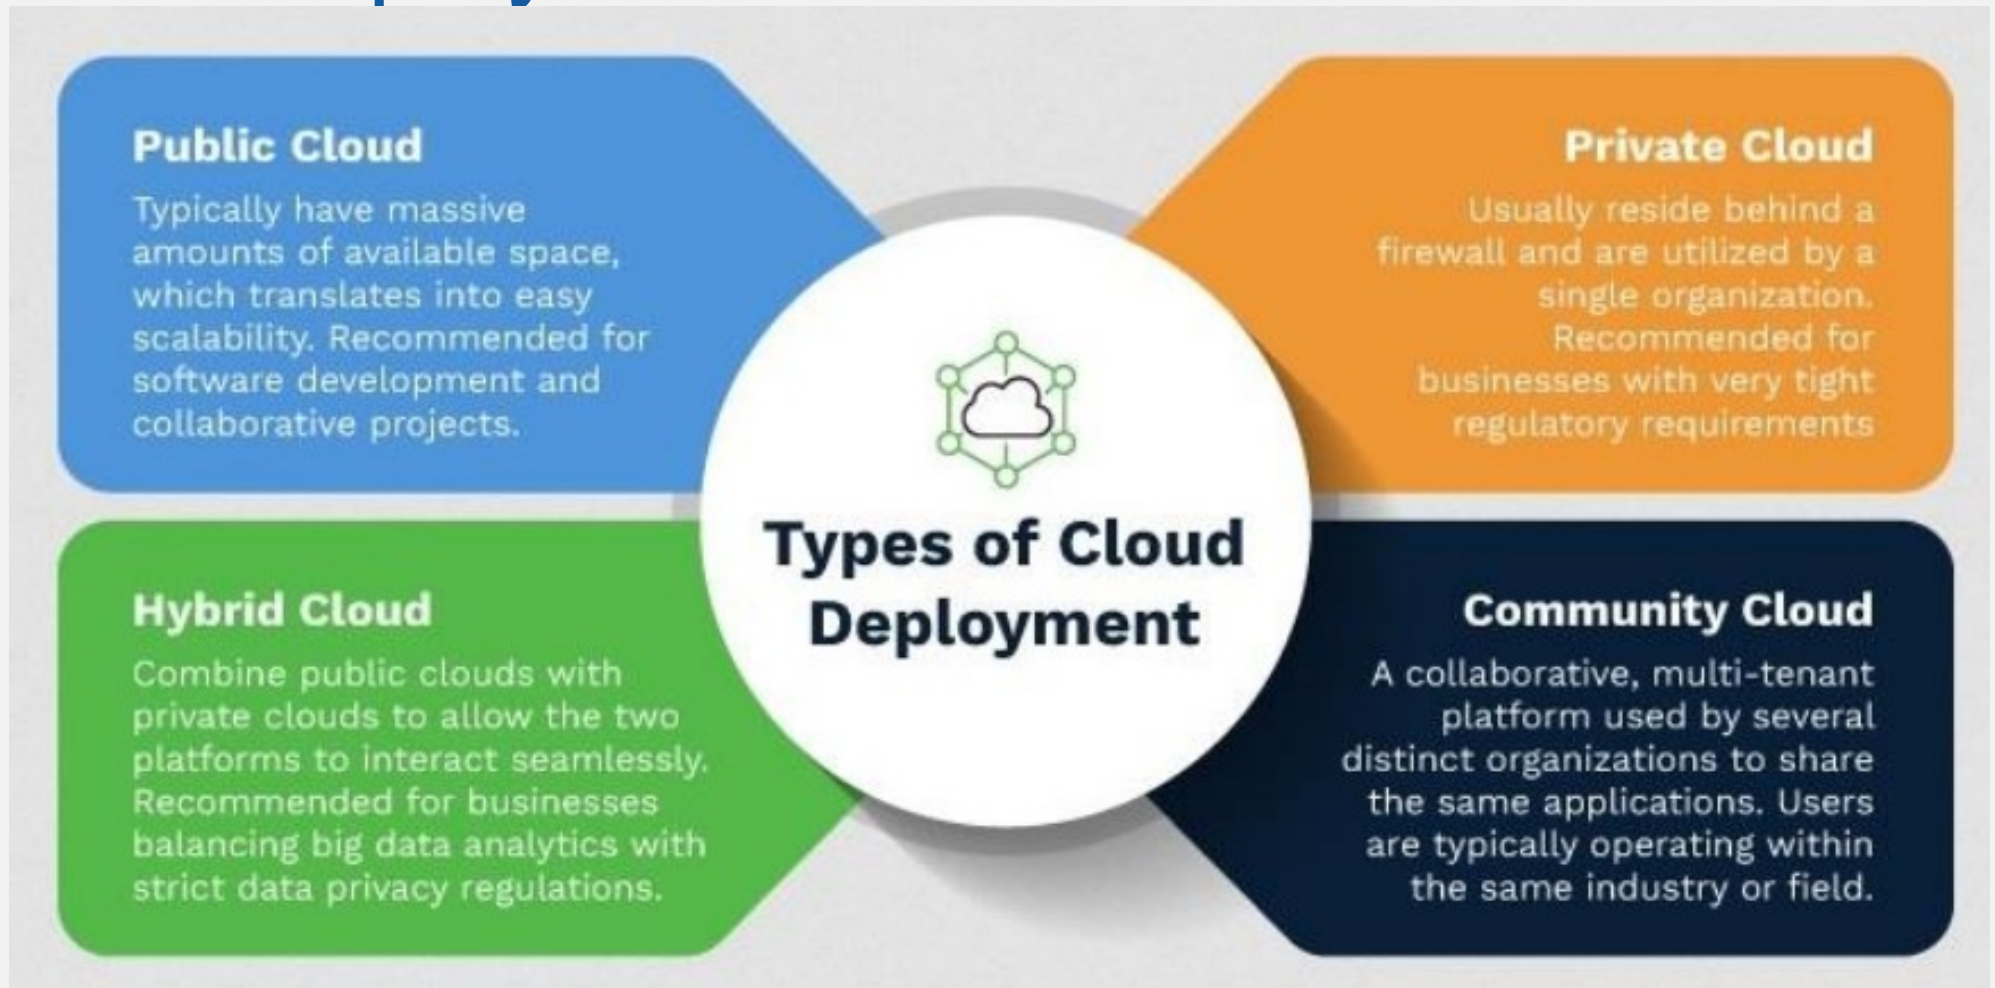 Public Cloud
Typically have massive
amounts of available space,
which translates into easy
scalability. Recommended for
software development and
collaborative projects.
Private Cloud
Usually reside behind a
firewall and are utilized by a
single organization.
Recommended for
businesses with very tight
regulatory requirements
Types of Cloud
Deployment
Hybrid Cloud
Combine public clouds with
private clouds to allow the two
platforms to interact seamlessly.
Recommended for businesses
balancing big data analytics with
strict data privacy regulations.
Community Cloud
A collaborative, multi-tenant
platform used by several
distinct organizations to share
the same applications. Users
are typically operating within
the same industry or field.